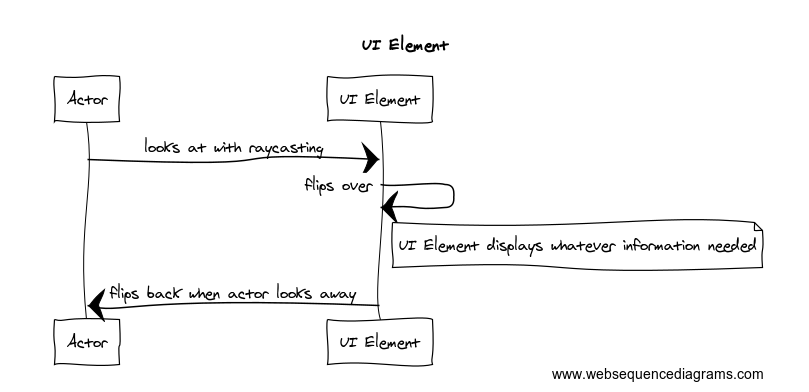 UI Element
Actor
UI Element
looks at with raycasting
flips over
UI Element displays whatever information needed
flips back when actor looks away
Actor
UI Element
www.websequencediagrams.com